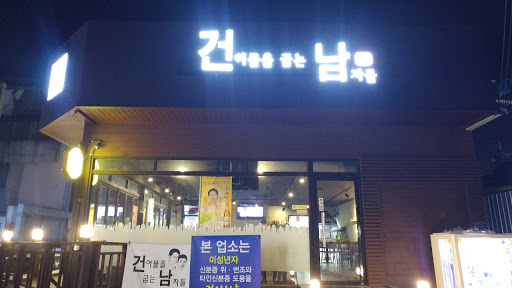 건어물을 굽는 남자들
건어물을
굽는 남자들
본 업소는
미성년자
신분증 위·변조와
타인신분증 도용을